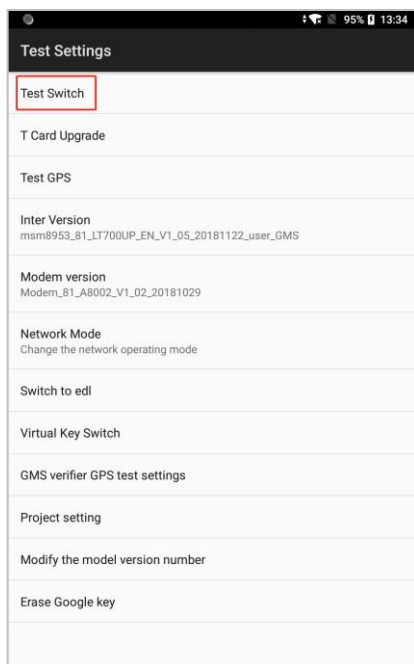 95% 13:34
Test Settings
Test Switch
T Card Upgrade
Test GPS
Inter Version
msm8953_81_LT700UP_EN_V1_05_20181122_user_GMS
Modem version
Modem_81_A8002_V1_02_20181029
Network Mode
Change the network operating mode
Switch to edl
Virtual Key Switch
GMS verifier GPS test settings
Project setting
Modify the model version number
Erase Google key